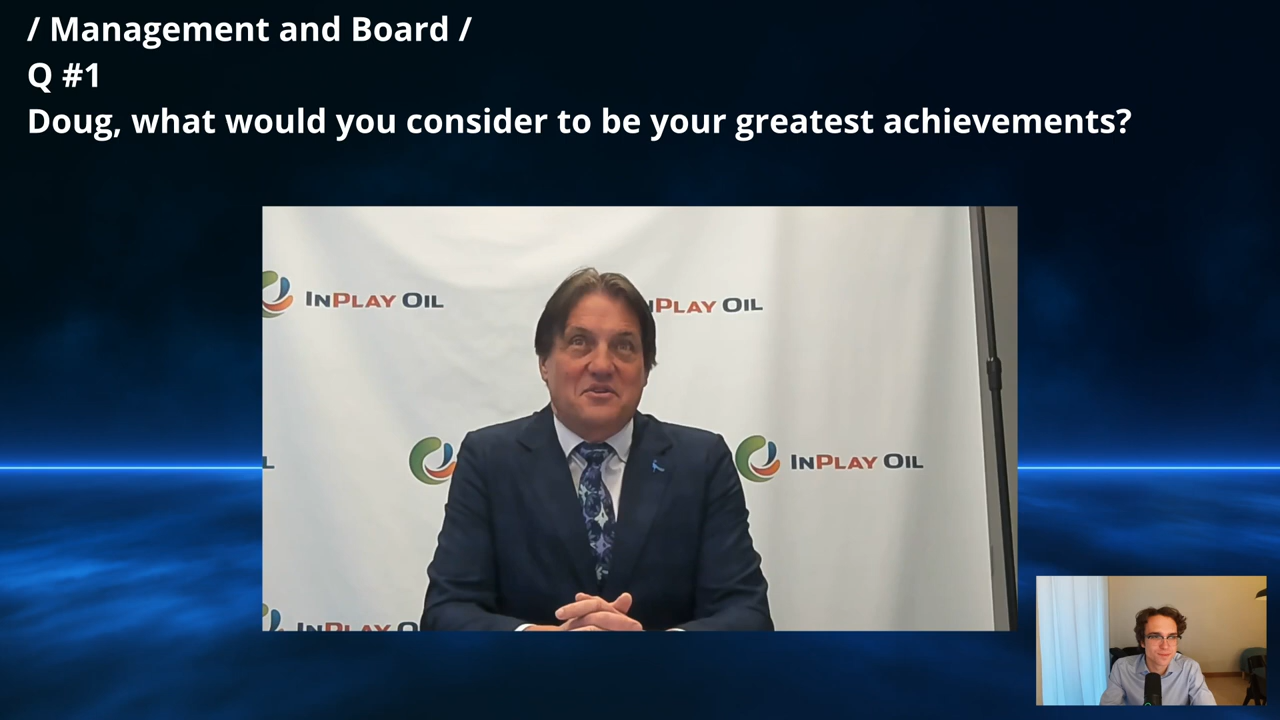 / Management and Board /
Q #1
Doug, what would you consider to be your greatest achievements?
INPLAY OIL
PLAY OIL
L
INPLAY OIL
INPLAY O